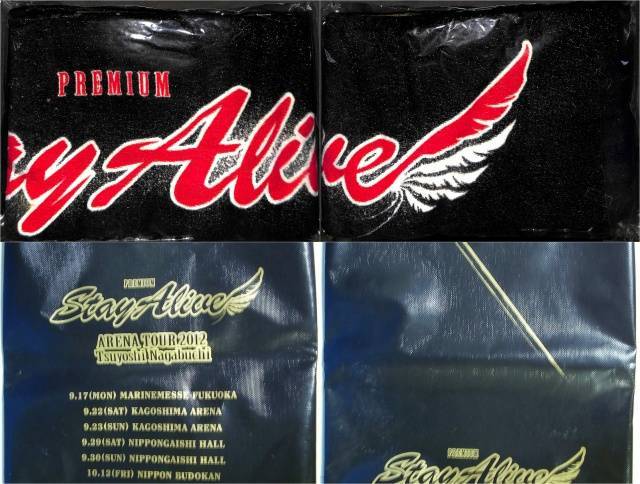 PREMIUM
ay Alive
PREMIUM
Stay Alive
ARENA TOUR 2012
Tsuyoshi Nagabuchi
9.17(MON) MARINEMESSE FUKUOKA
9.22(SAT) KAGOSHIMA ARENA
9.23(SUN) KAGOSHIMA ARENA
9.29(SAT) NIPPONGAISHI HALL
9.30(SUN) NIPPONGAISHI HALL
10.12(FRI) NIPPON BUDOKAN
PREMIUM
Stay Alive